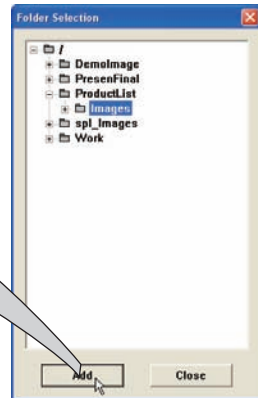 Folder Selection
/
DemoImage
PresenFinal
ProductList
Images
spl_Images
Work
Add
Close